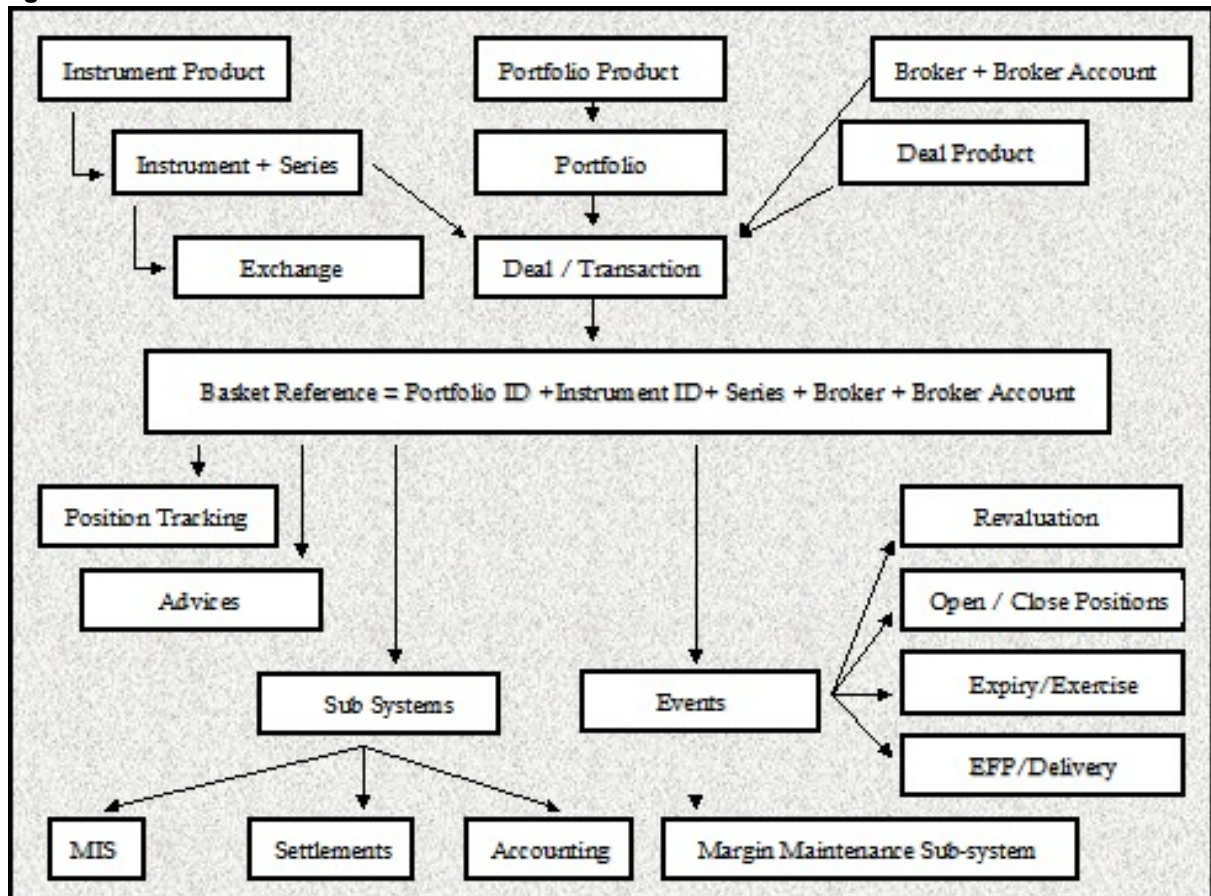 Instrument Product
Portfolio Product
Broker + Broker Account
Instrument + Series
Portfolio
Deal Product
Exchange
Deal / Transaction
Basket Reference = Portfolio ID +Instrument ID+ Series + Broker + Broker Account
Position Tracking
Advices
Revaluation
Open / Close Positions
Expiry/Exercise
EFP/Delivery
Sub Systems
Events
MIS
Settlements
Accounting
Margin Maintenance Sub-system